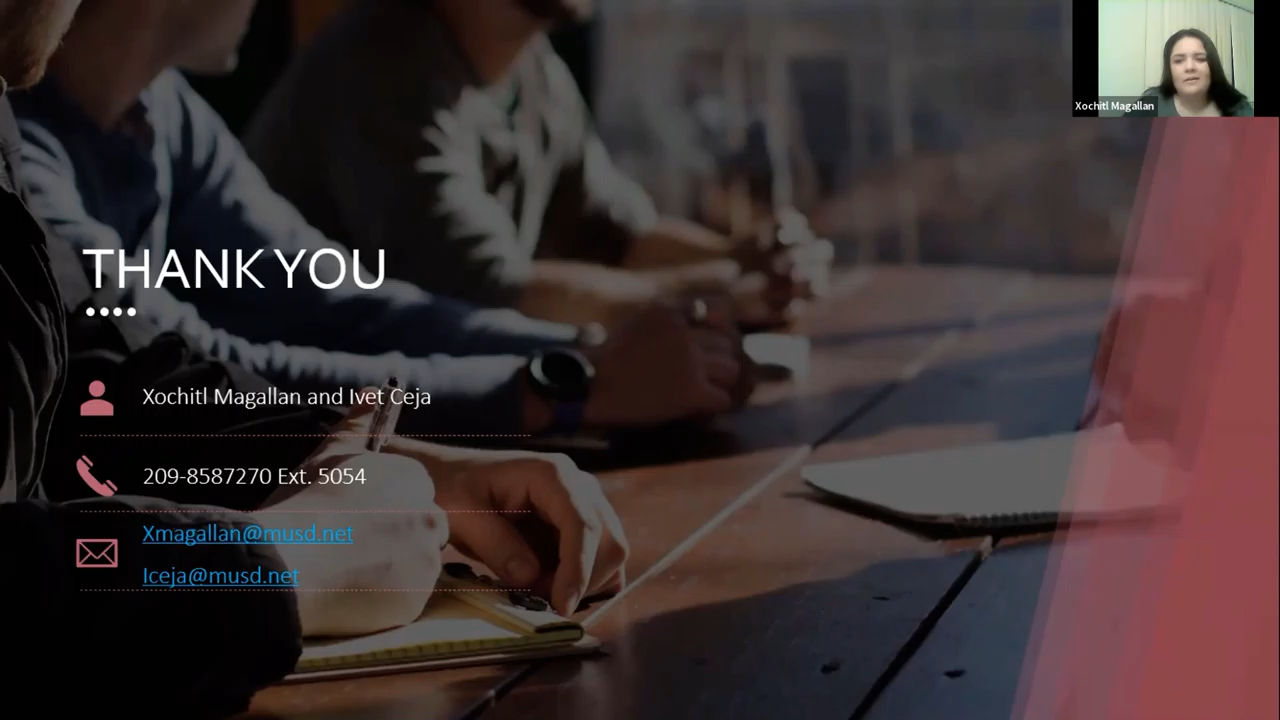 Xochitl Magallan
THANK YOU
Xochitl Magallan and Ivet Ceja
209-8587270 Ext. 5054
Xmagallan@musd.net
Iceja@musd.net